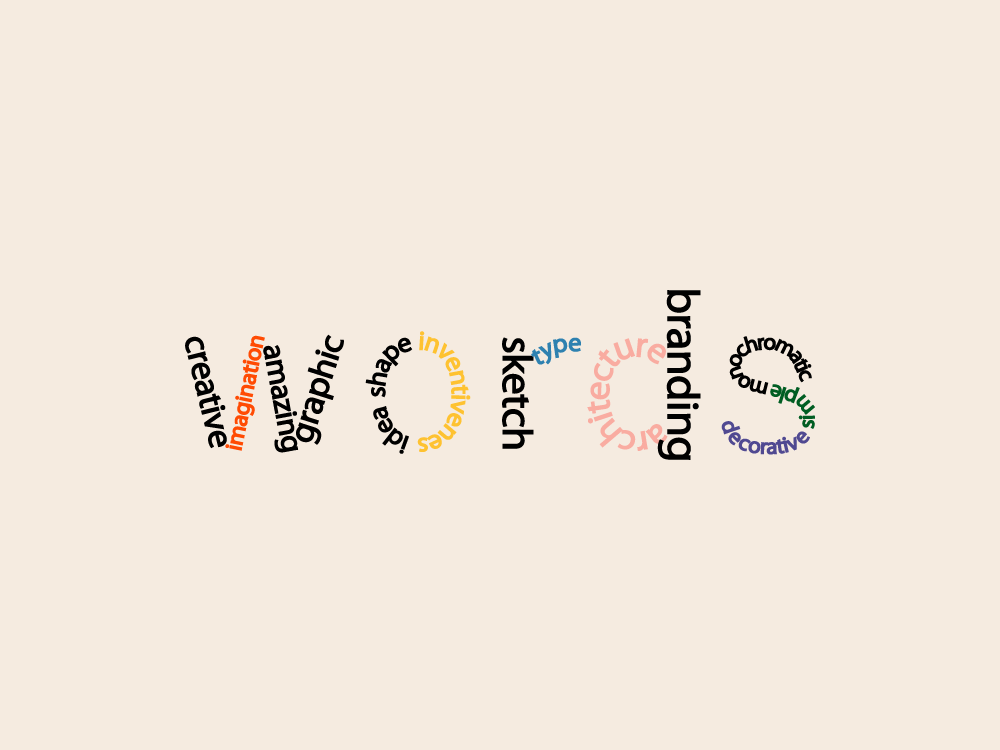 creative
imagination
amazing
graphic
idea shape
inventivenes
sketch
type
architecture
branding
monochromatic
simple
decorative